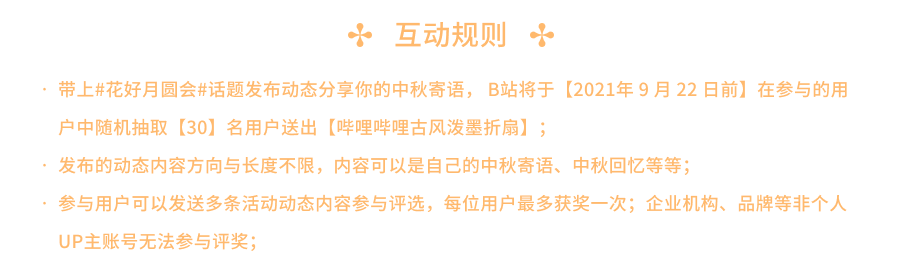 互动规则
· 带上#花好月圆会#话题发布动态分享你的中秋寄语， B站将于【2021年 9 月 22 日前】在参与的用
户中随机抽取【30】名用户送出【哔哩哔哩古风泼墨折扇】；
· 发布的动态内容方向与长度不限，内容可以是自己的中秋寄语、中秋回忆等等；
· 参与用户可以发送多条活动动态内容参与评选，每位用户最多获奖一次；企业机构、品牌等非个人
UP主账号无法参与评奖；